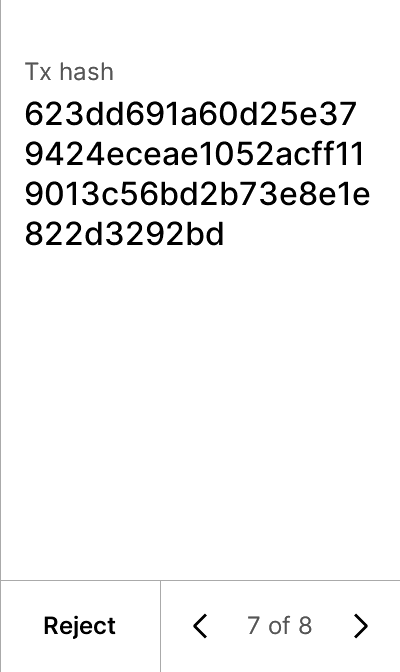 Tx hash
623dd691a60d25e37
9424eceae1052acff11
9013c56bd2b73e8e1e
822d3292bd
Reject
7 of 8